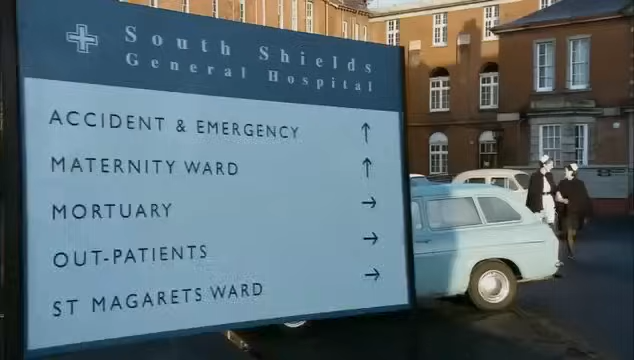 South Shields
General Hospital
ACCIDENT & EMERGENCY ↑
MATERNITY WARD ↑
MORTUARY →
OUT-PATIENTS →
ST MAGARETS WARD →